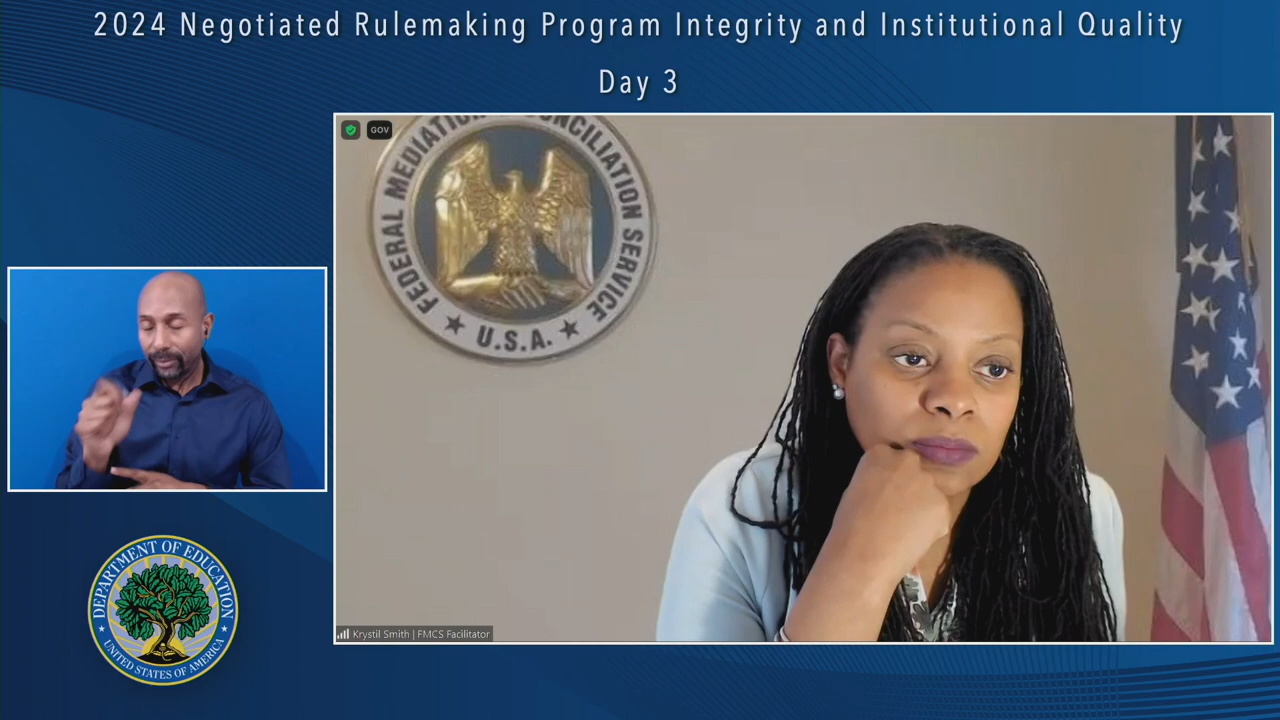 2024 Negotiated Rulemaking Program Integrity and Institutional Quality
Day 3
GOV
FEDERAL MEDIATION CONCILIATION SERVICE
U.S.A.
DEPARTMENT OF EDUCATION
UNITED STATES OF AMERICA
Krystil Smith | FMCS Facilitator